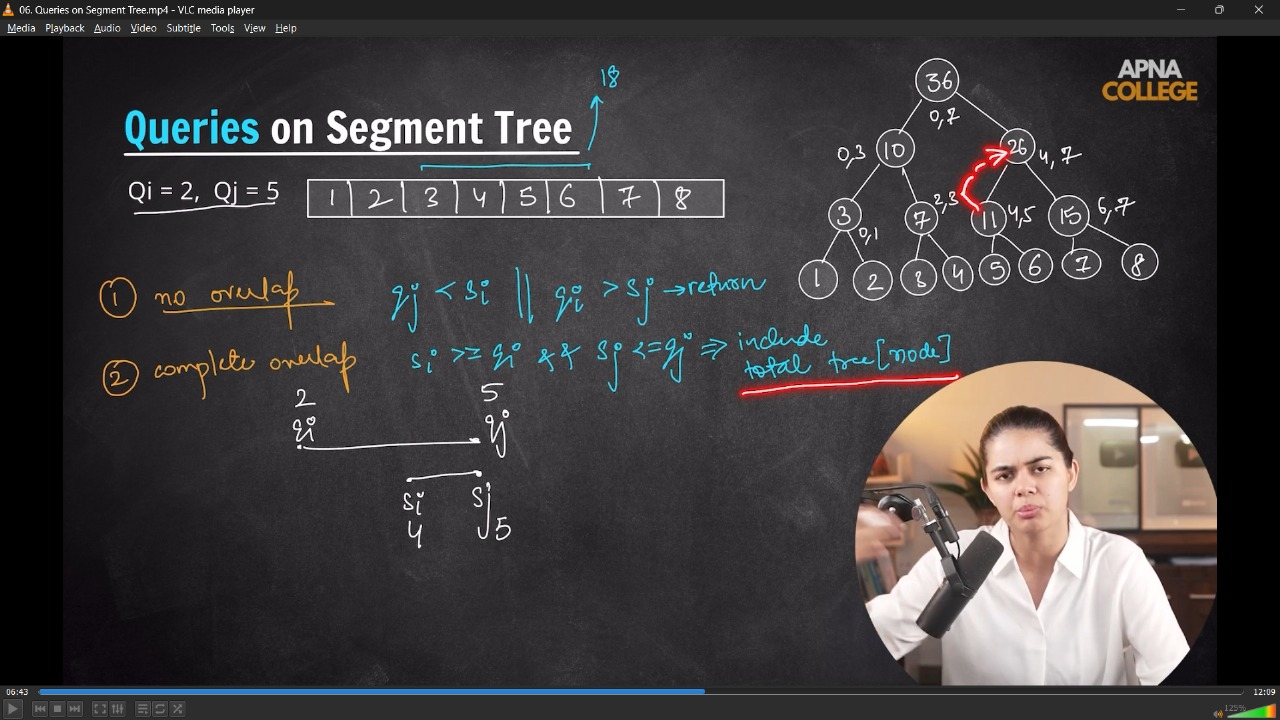 06. Queries on Segment Tree.mp4 - VLC media player
Media Playback Audio Video Subtitle Tools View Help
18
APNA
COLLEGE
Queries on Segment Tree
Qi = 2, Qj = 5
1 2 3 4 5 6 7 8
36
0,7
0,3 10
26 4,7
3 0,1
7 2,3
11 4,5
15 6,7
1 2 3 4 5 6 7 8
1 no overlap qj < si || qi > sj → return
2 complete overlap si >= qi && sj <= qj ⇒ include
total tree[node]
2 5
qi qj
si sj
4 5
06:43
12:09
125%